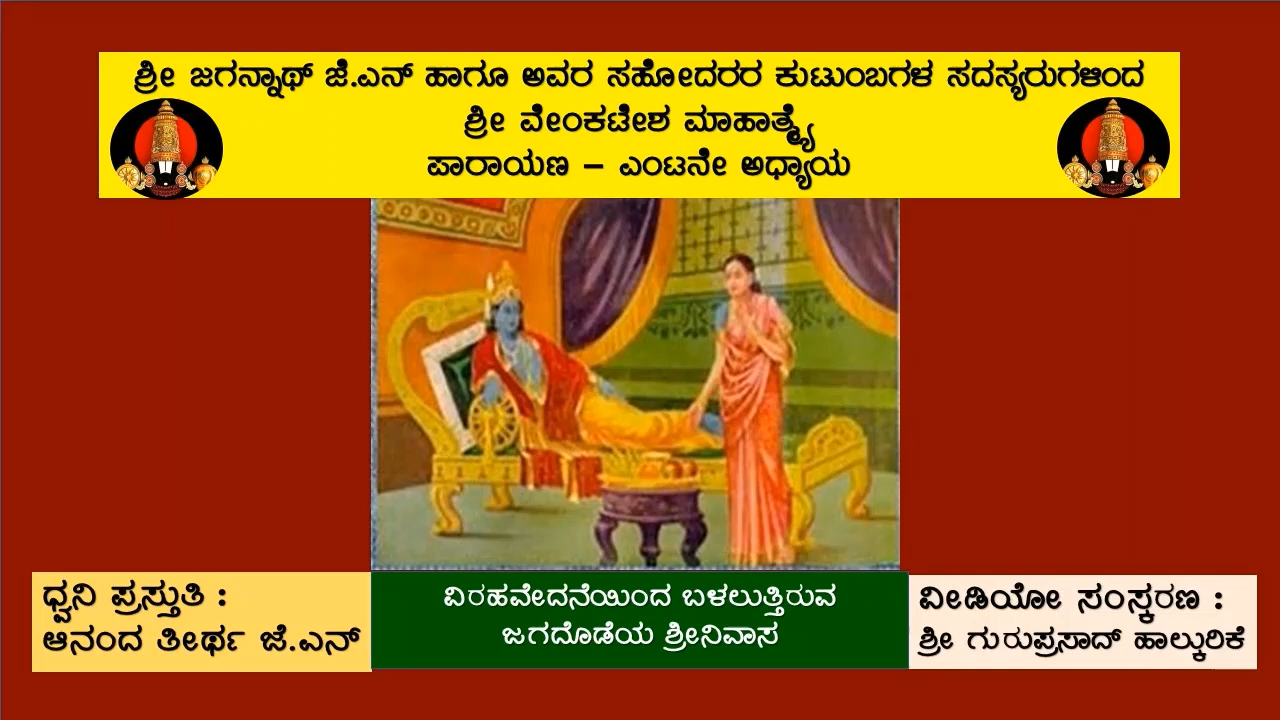 ಶ್ರೀ ಜಗನ್ನಾಥ್ ಜೆ.ಎನ್ ಹಾಗೂ ಅವರ ಸಹೋದರರ ಕುಟುಂಬಗಳ ಸದಸ್ಯರುಗಳಿಂದ
ಶ್ರೀ ವೇಂಕಟೇಶ ಮಾಹಾತ್ಮ್ಯೆ
ಪಾರಾಯಣ – ಎಂಟನೇ ಅಧ್ಯಾಯ
ಧ್ವನಿ ಪ್ರಸ್ತುತಿ :
ಆನಂದ ತೀರ್ಥ ಜೆ.ಎನ್
ವಿರಹವೇದನೆಯಿಂದ ಬಳಲುತ್ತಿರುವ
ಜಗದೊಡೆಯ ಶ್ರೀನಿವಾಸ
ವೀಡಿಯೋ ಸಂಸ್ಕರಣ :
ಶ್ರೀ ಗುರುಪ್ರಸಾದ್ ಹಾಲ್ಕುರಿಕೆ